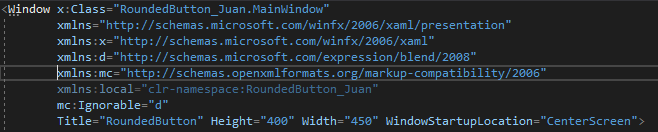 <Window x:Class="RoundedButton_Juan.MainWindow"
xmlns="http://schemas.microsoft.com/winfx/2006/xaml/presentation"
xmlns:x="http://schemas.microsoft.com/winfx/2006/xaml"
xmlns:d="http://schemas.microsoft.com/expression/blend/2008"
xmlns:mc="http://schemas.openxmlformats.org/markup-compatibility/2006"
xmlns:local="clr-namespace:RoundedButton_Juan"
mc:Ignorable="d"
Title="RoundedButton" Height="400" Width="450" WindowStartupLocation="CenterScreen">